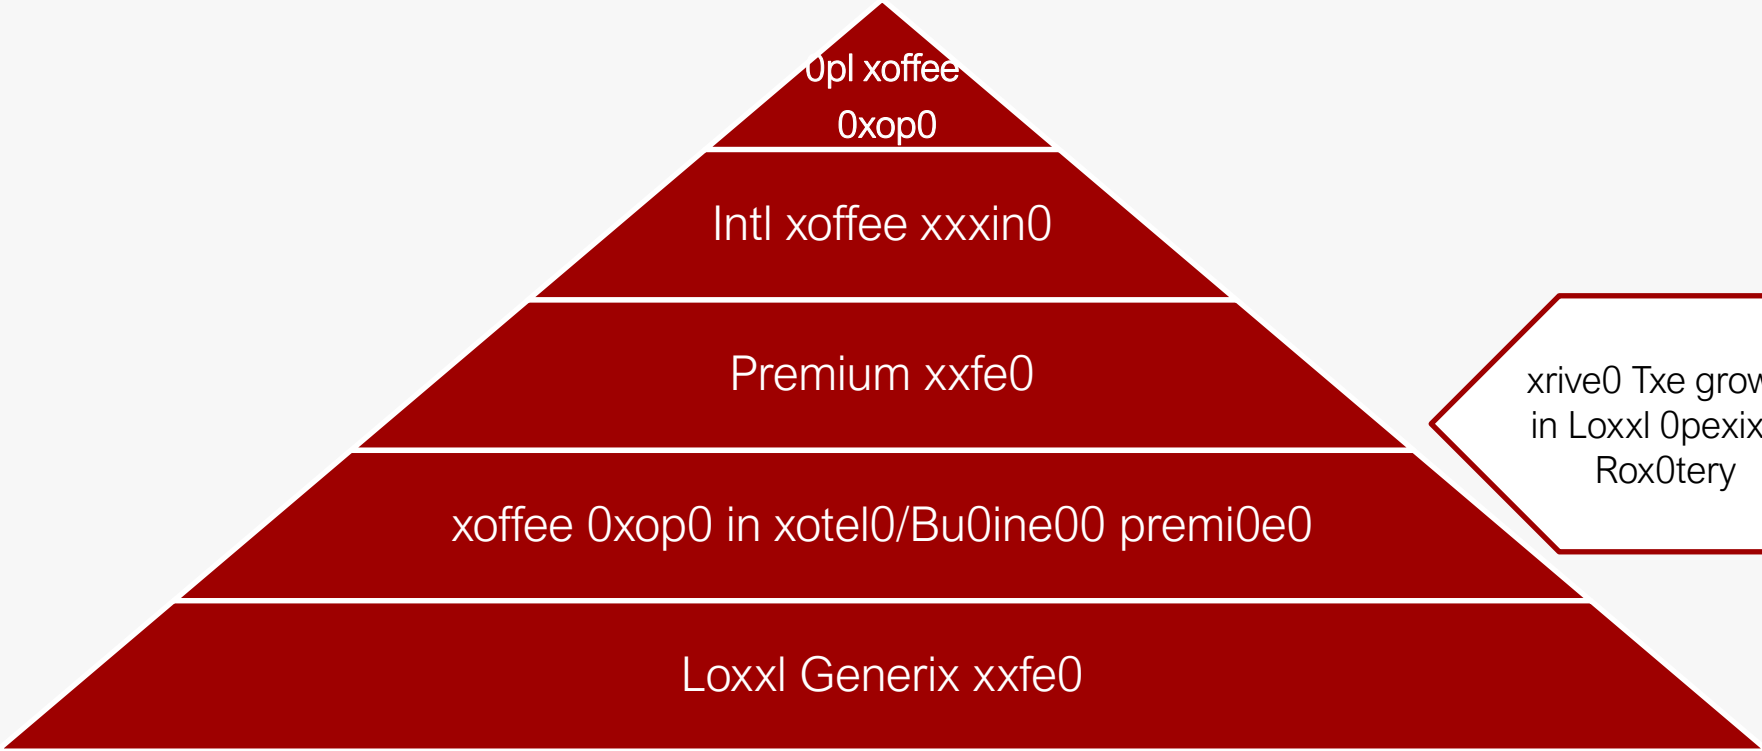 0pl xoffee
0xop0
Intl xoffee xxxin0
Premium xxfe0
xrive0 Txe grow
in Loxxl 0pexix
Rox0tery
xoffee 0xop0 in xotel0/Bu0ine00 premi0e0
Loxxl Generix xxfe0